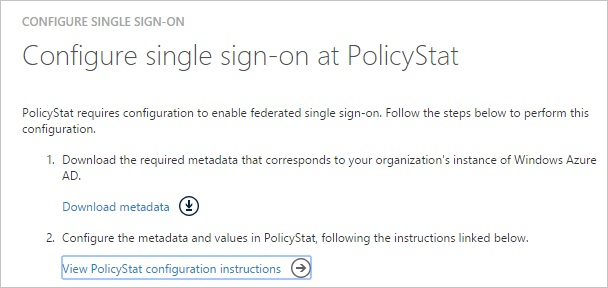 CONFIGURE SINGLE SIGN-ON
Configure single sign-on at PolicyStat
PolicyStat requires configuration to enable federated single sign-on. Follow the steps below to perform this
configuration.
1. Download the required metadata that corresponds to your organization's instance of Windows Azure
AD.
Download metadata
2. Configure the metadata and values in PolicyStat, following the instructions linked below.
View PolicyStat configuration instructions